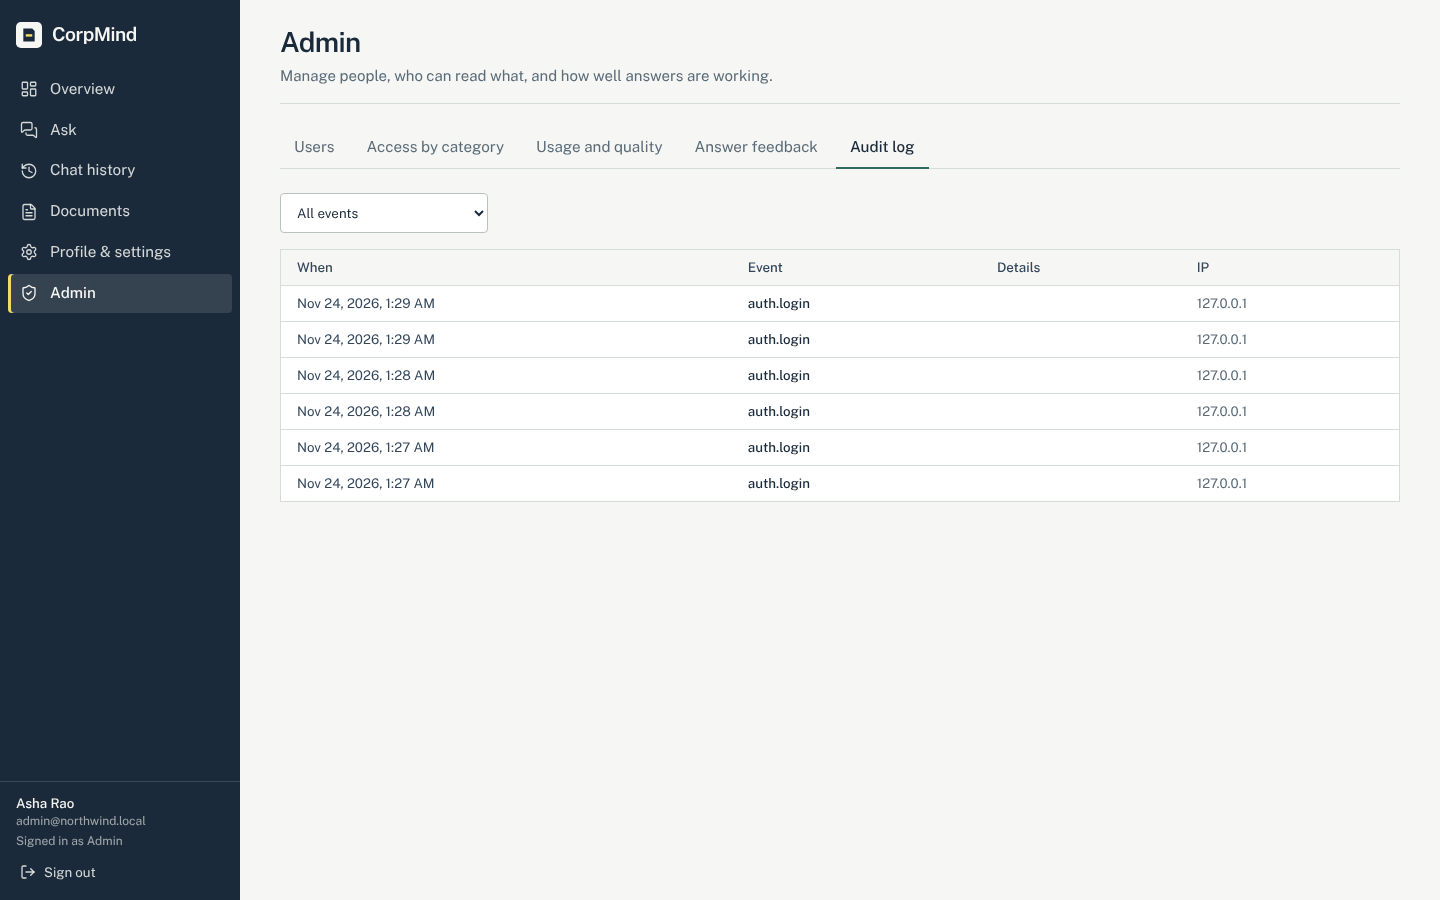 CorpMind
Overview
Ask
Chat history
Documents
Profile & settings
Admin
Asha Rao
admin@northwind.local
Signed in as Admin
Sign out
Admin
Manage people, who can read what, and how well answers are working.
Users Access by category Usage and quality Answer feedback Audit log
All events
When Event Details IP
Nov 24, 2026, 1:29 AM auth.login 127.0.0.1
Nov 24, 2026, 1:29 AM auth.login 127.0.0.1
Nov 24, 2026, 1:28 AM auth.login 127.0.0.1
Nov 24, 2026, 1:28 AM auth.login 127.0.0.1
Nov 24, 2026, 1:27 AM auth.login 127.0.0.1
Nov 24, 2026, 1:27 AM auth.login 127.0.0.1